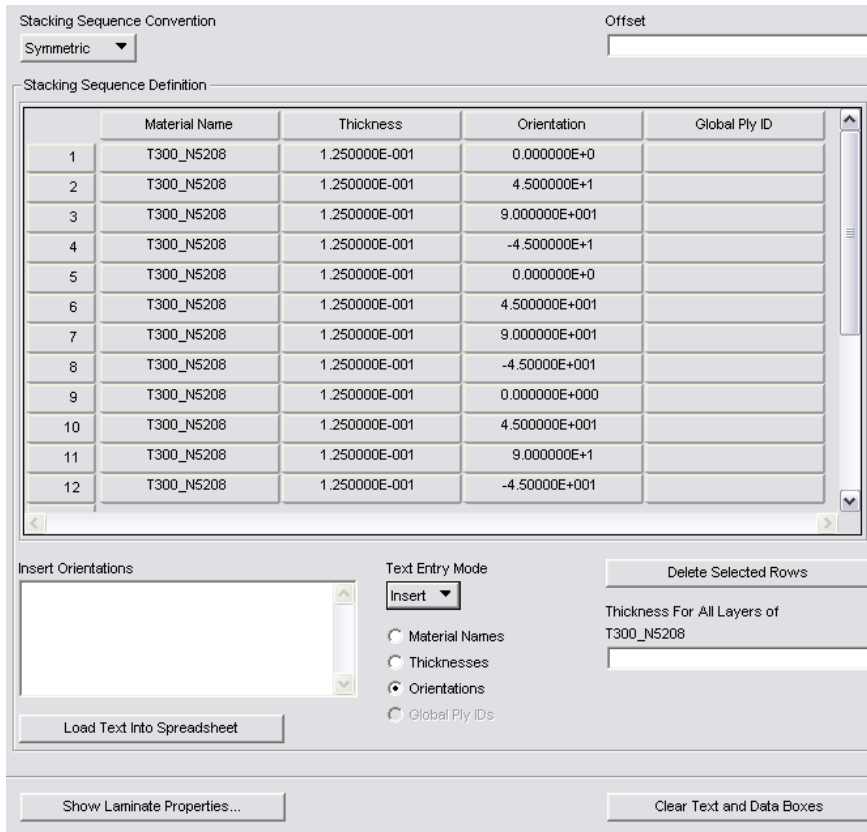 Stacking Sequence Convention Offset
Symmetric
Stacking Sequence Definition
Material Name Thickness Orientation Global Ply ID
1 T300_N5208 1.250000E-001 0.000000E+0
2 T300_N5208 1.250000E-001 4.500000E+1
3 T300_N5208 1.250000E-001 9.000000E+001
4 T300_N5208 1.250000E-001 -4.500000E+1
5 T300_N5208 1.250000E-001 0.000000E+0
6 T300_N5208 1.250000E-001 4.500000E+001
7 T300_N5208 1.250000E-001 9.000000E+001
8 T300_N5208 1.250000E-001 -4.50000E+001
9 T300_N5208 1.250000E-001 0.000000E+000
10 T300_N5208 1.250000E-001 4.500000E+001
11 T300_N5208 1.250000E-001 9.000000E+1
12 T300_N5208 1.250000E-001 -4.50000E+001
Insert Orientations Text Entry Mode Delete Selected Rows
Insert
Thickness For All Layers of
Material Names T300_N5208
Thicknesses
Orientations
Global Ply IDs
Load Text Into Spreadsheet
Show Laminate Properties... Clear Text and Data Boxes